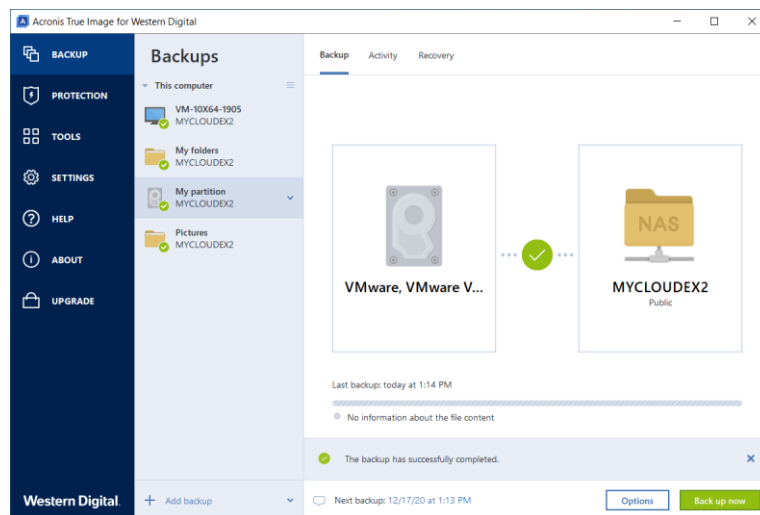 Acronis True Image for Western Digital
BACKUP
PROTECTION
TOOLS
SETTINGS
HELP
ABOUT
UPGRADE
Western Digital.
Backups
This computer
VM-10X64-1905
MYCLOUDEX2
My folders
MYCLOUDEX2
My partition
MYCLOUDEX2
Pictures
MYCLOUDEX2
Add backup
Backup Activity Recovery
VMware, VMware V...
NAS
MYCLOUDEX2
Public
Last backup: today at 1:14 PM
No information about the file content
The backup has successfully completed.
Next backup: 12/17/20 at 1:13 PM
Options
Back up now